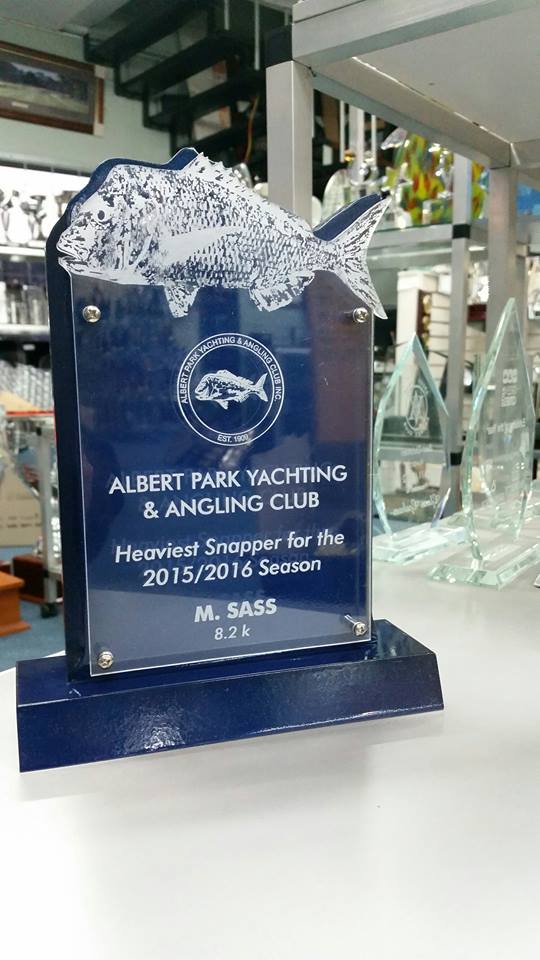 ALBERT PARK YACHTING & ANGLING CLUB INC
EST. 1909
ALBERT PARK YACHTING
& ANGLING CLUB
Heaviest Snapper for the
2015/2016 Season
M. SASS
8.2 k